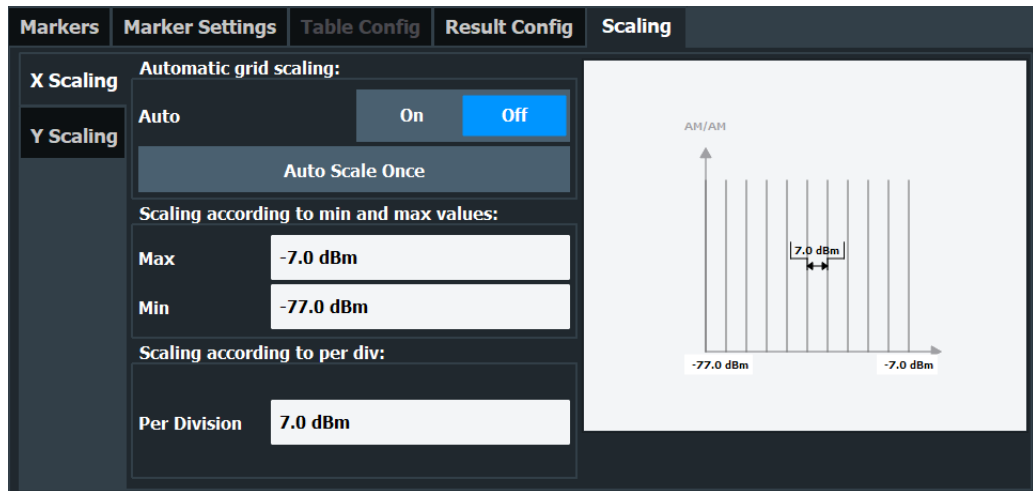 Markers Marker Settings Table Config Result Config Scaling
X Scaling
Y Scaling
Automatic grid scaling:
Auto On Off
Auto Scale Once
Scaling according to min and max values:
Max -7.0 dBm
Min -77.0 dBm
Scaling according to per div:
Per Division 7.0 dBm
AM/AM
7.0 dBm
-77.0 dBm -7.0 dBm